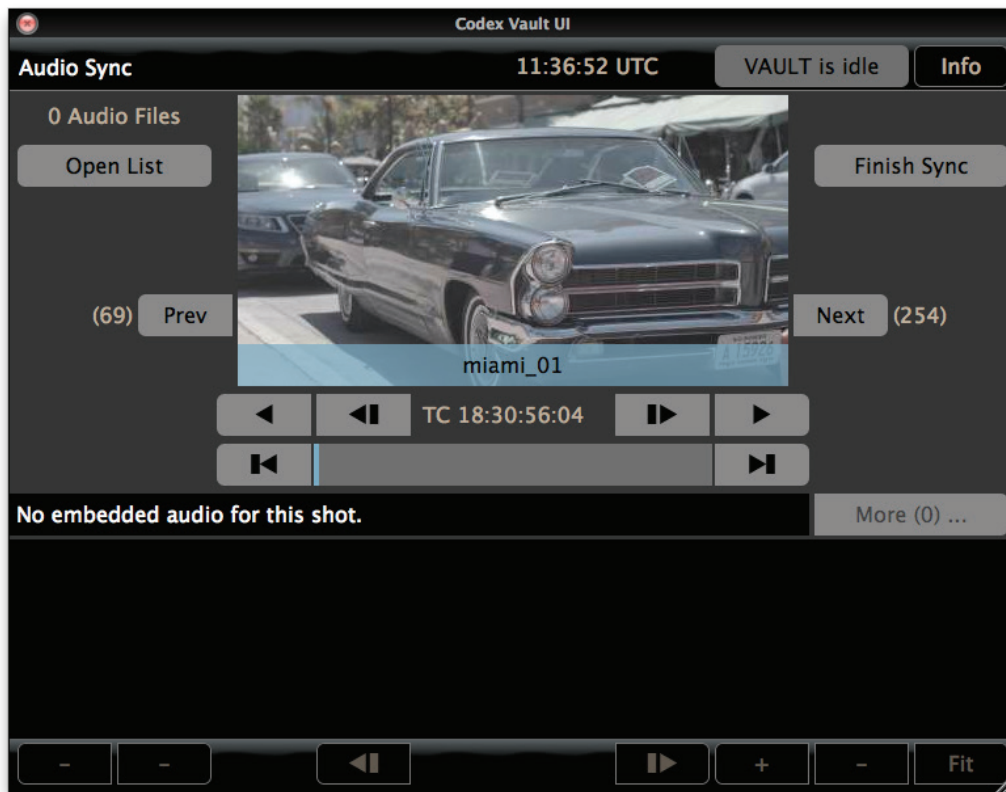 Codex Vault UI
Audio Sync 11:36:52 UTC VAULT is idle Info
0 Audio Files
Open List Finish Sync
(69) Prev Next (254)
miami_01
TC 18:30:56:04
No embedded audio for this shot. More (0) ...
- - + - Fit